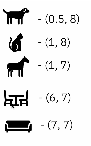 - (0.5, 8)
- (1, 8)
- (1, 7)
- (6, 7)
- (7, 7)